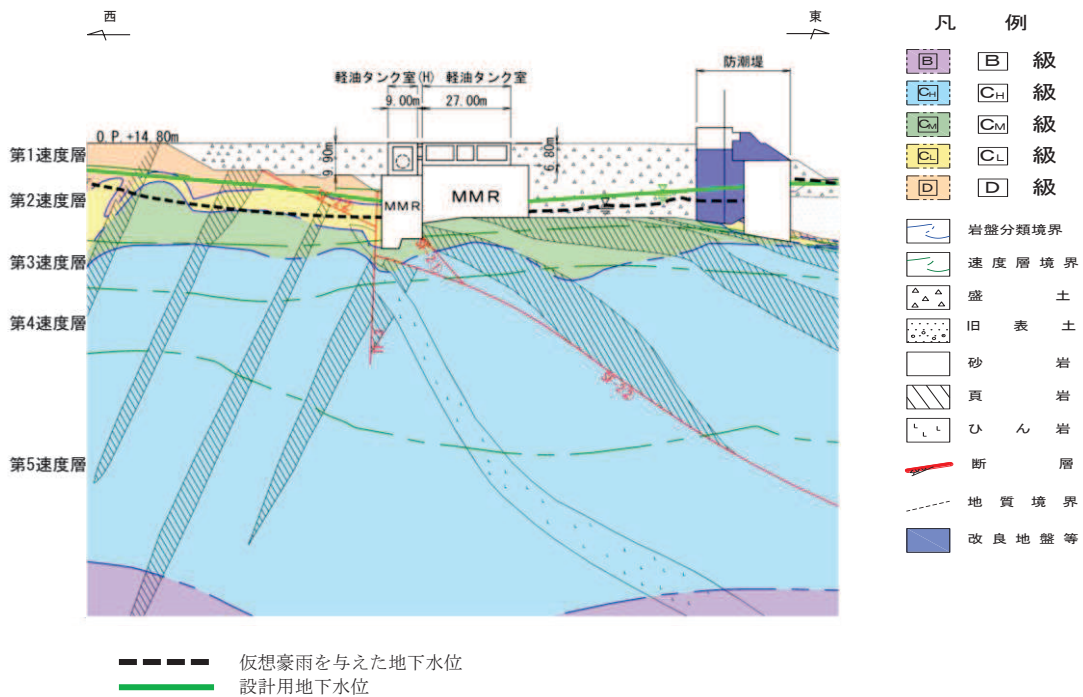 西
東
防潮堤
軽油タンク室(H) 軽油タンク室
9.00m 27.00m
O.P.+14.80m
9.90m
6.80m
MMR
MMR
第1速度層
第2速度層
第3速度層
第4速度層
第5速度層
TF-3
SF-22
凡 例
B B 級
CH CH 級
CM CM 級
CL CL 級
D D 級
岩盤分類境界
速度層境界
盛 土
旧 表 土
砂 岩
頁 岩
ひ ん 岩
断 層
地 質 境 界
改 良 地 盤 等
仮想豪雨を与えた地下水位
設計用地下水位